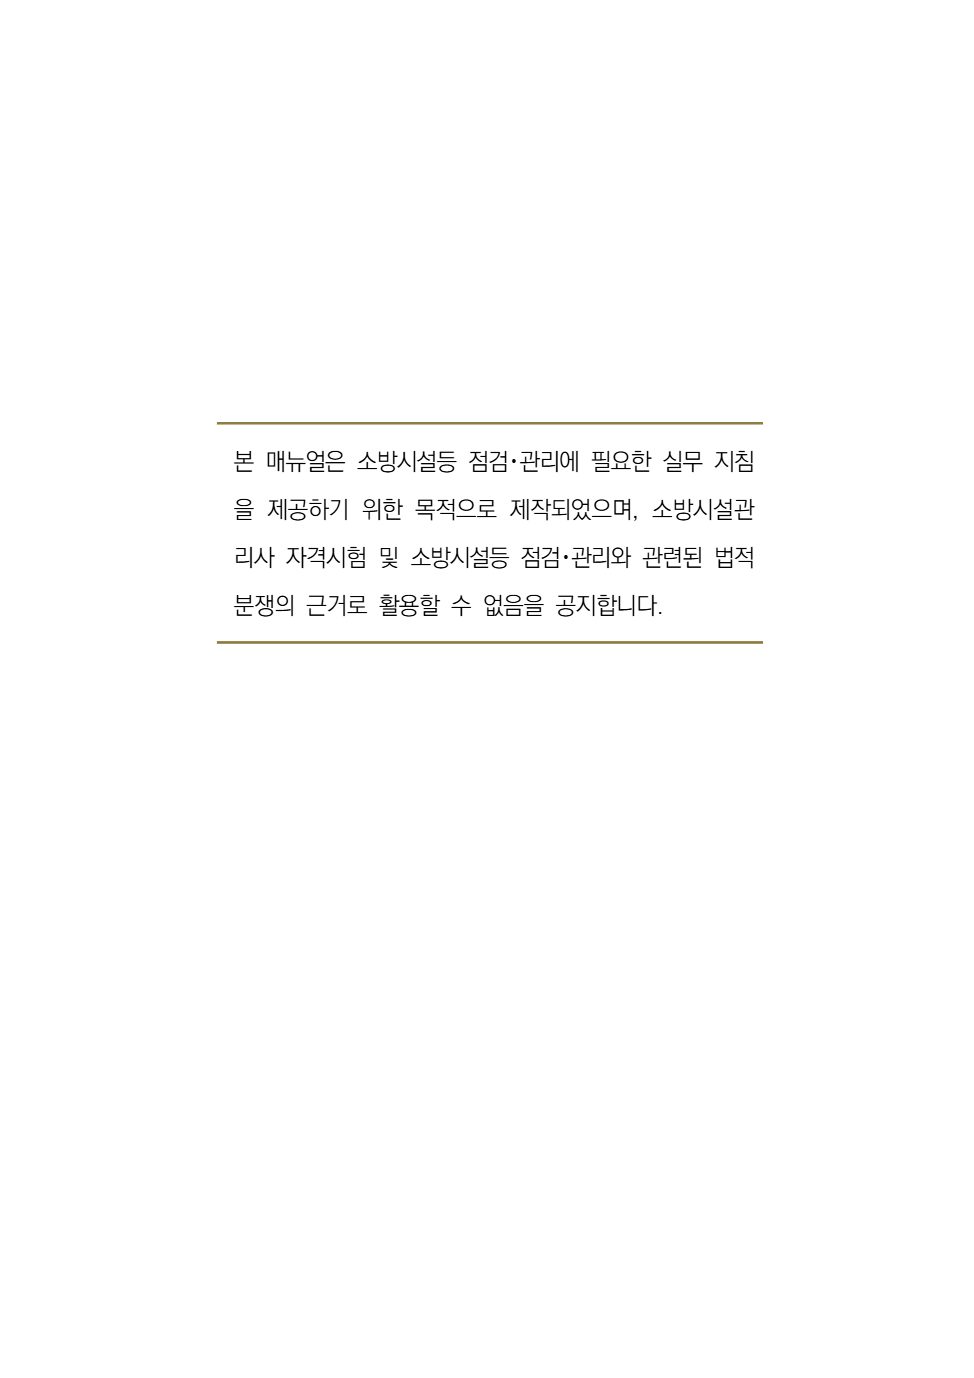 본 매뉴얼은 소방시설등 점검·관리에 필요한 실무 지침
을 제공하기 위한 목적으로 제작되었으며, 소방시설관
리사 자격시험 및 소방시설등 점검·관리와 관련된 법적
분쟁의 근거로 활용할 수 없음을 공지합니다.